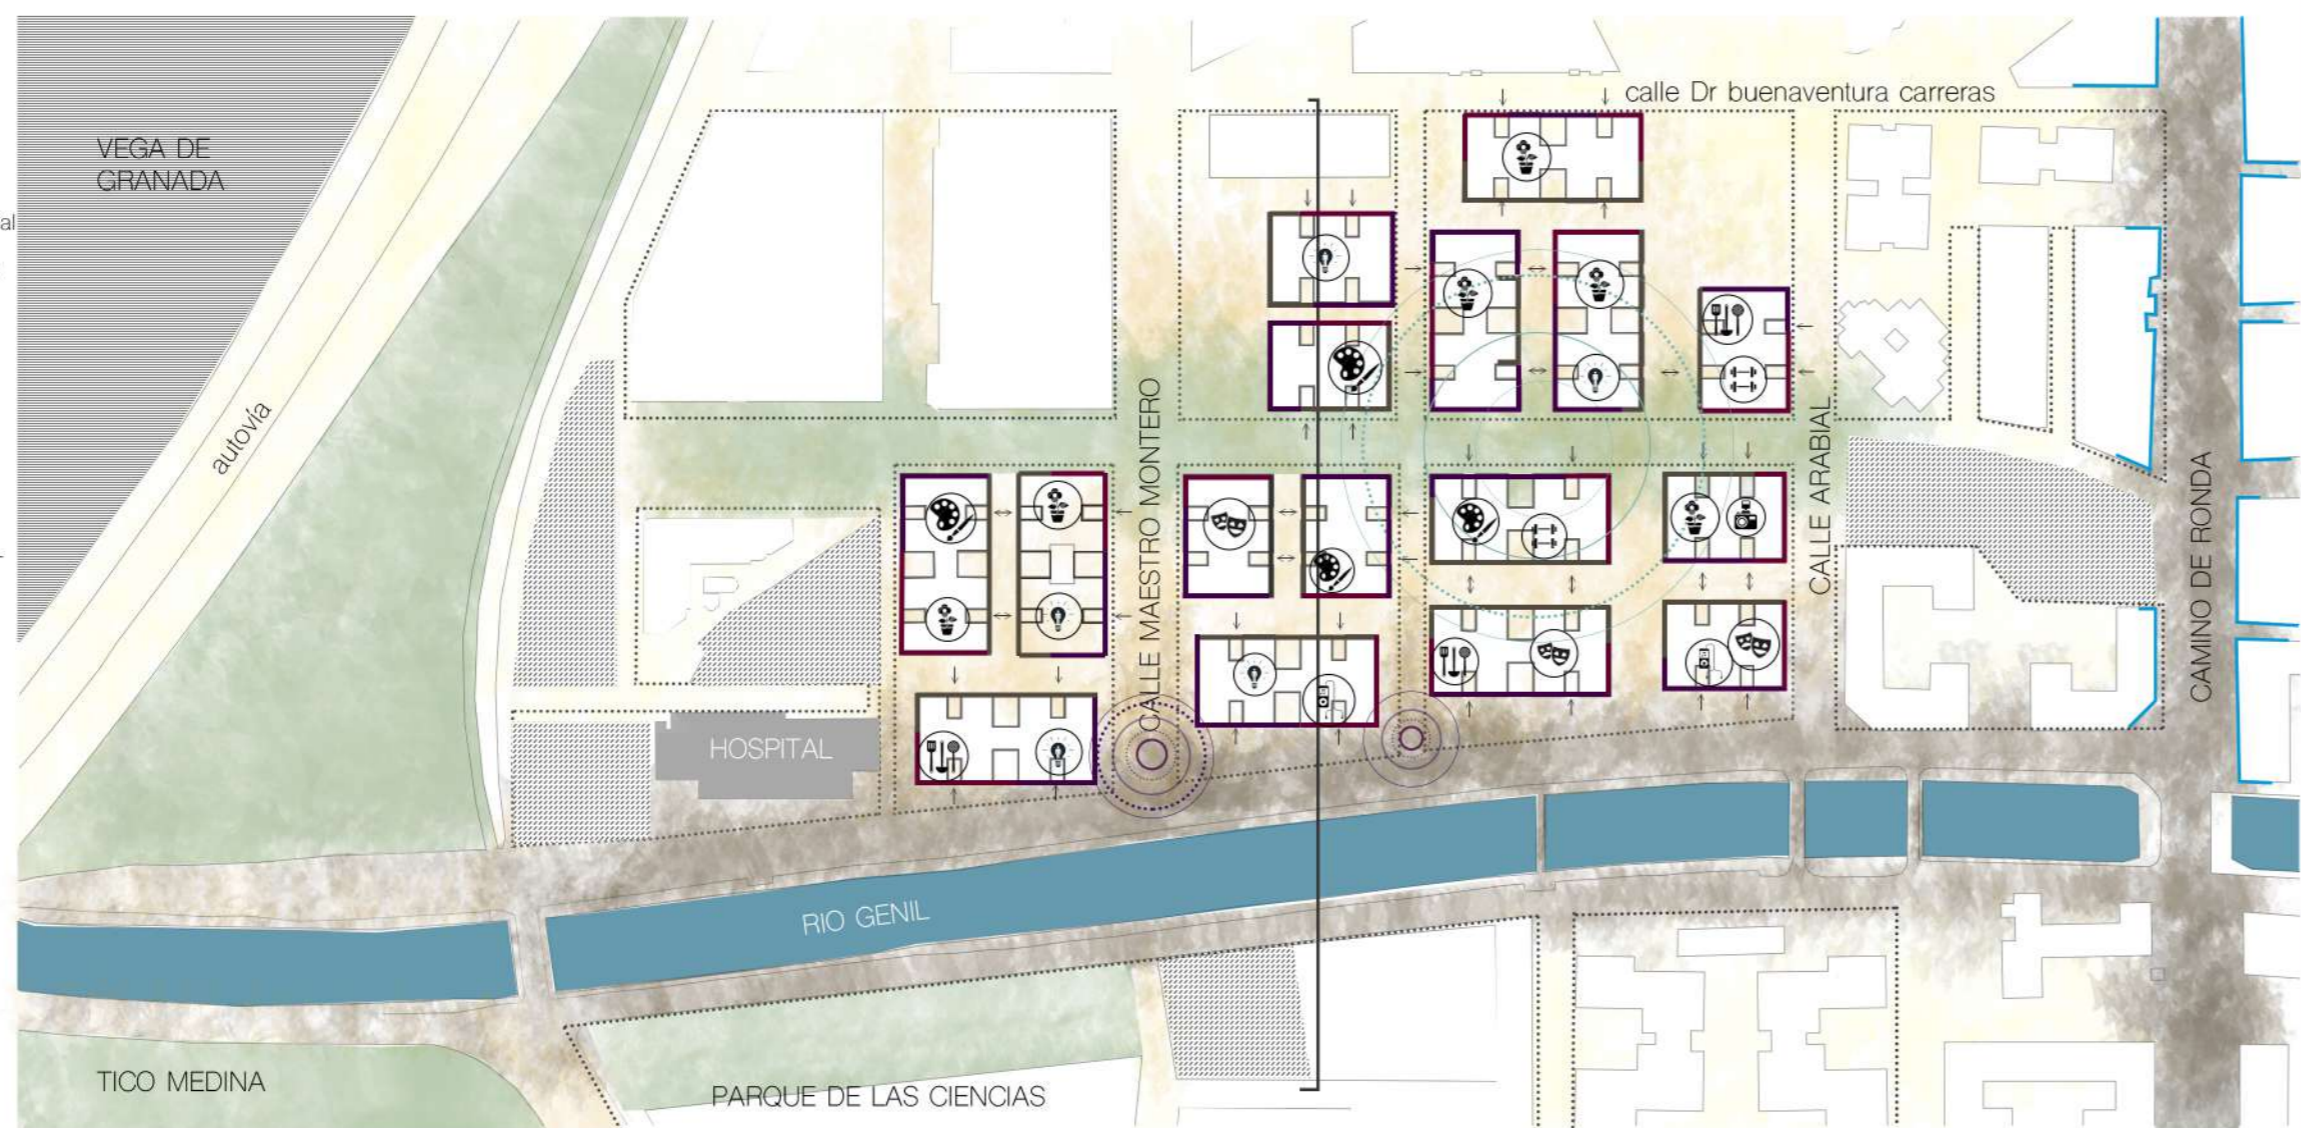 calle Dr buenaventura carreras
VEGA DE
GRANADA
al
autovía
CALLE MAESTRO MONTERO
CALLE ARABIAL
CAMINO DE RONDA
HOSPITAL
RIO GENIL
TICO MEDINA
PARQUE DE LAS CIENCIAS